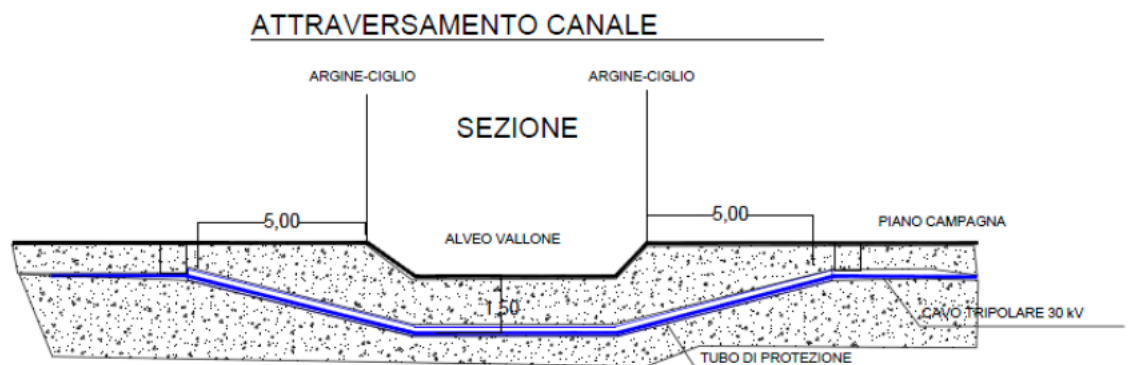 ATTRAVERSAMENTO CANALE
ARGINE-CIGLIO
ARGINE-CIGLIO
SEZIONE
5,00
5,00
PIANO CAMPAGNA
ALVEO VALLONE
1,50
CAVO TRIPOLARE 30 kV
TUBO DI PROTEZIONE